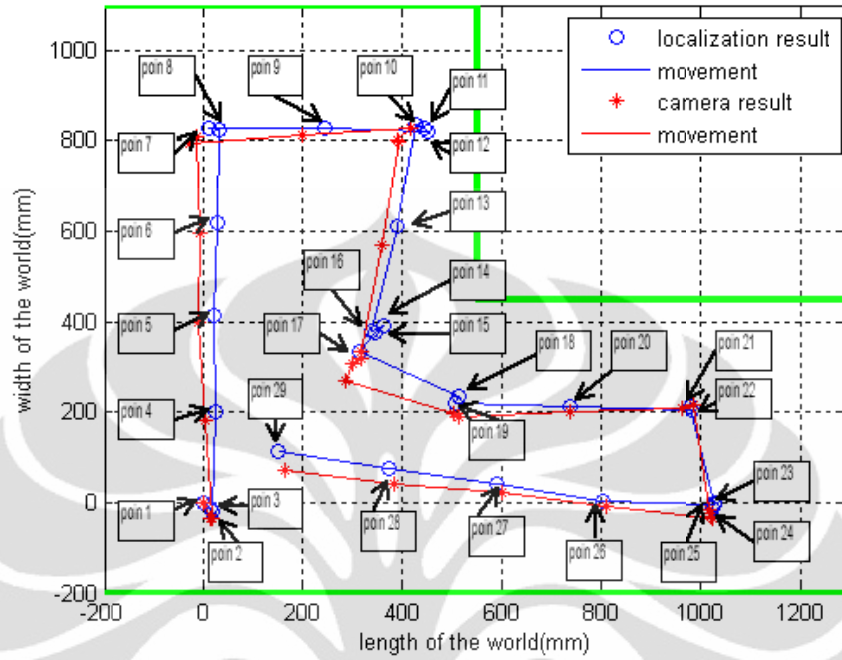 1100
1000
800
600
400
200
0
-200
-200
0
200
400
600
800
1000
1200
width of the world(mm)
length of the world(mm)
localization result
movement
camera result
movement
poin 8
poin 9
poin 10
poin 11
poin 7
poin 12
poin 6
poin 13
poin 16
poin 14
poin 5
poin 17
poin 15
poin 18
poin 20
poin 21
poin 29
poin 22
poin 4
poin 19
poin 1
poin 3
poin 23
poin 28
poin 27
poin 25
poin 24
poin 2
poin 26